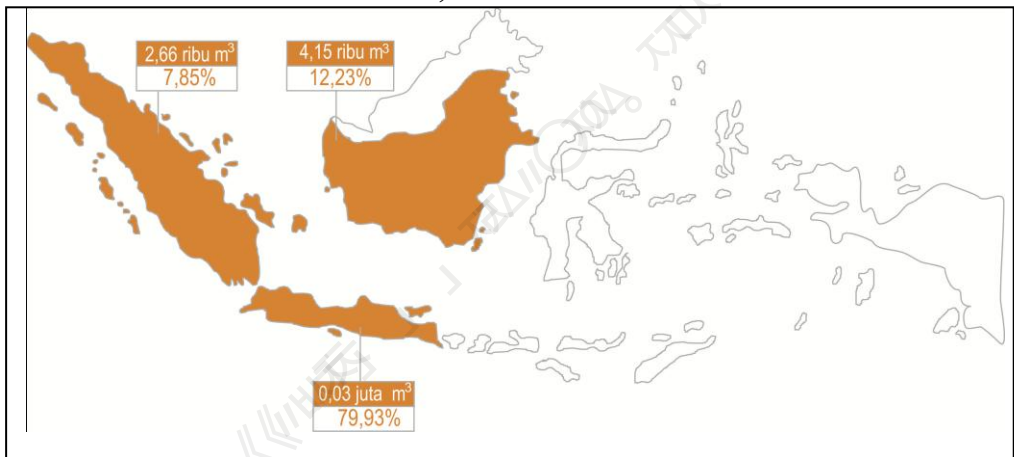 2,66 ribu m³
7,85%
4,15 ribu m³
12,23%
0,03 juta m³
79,93%